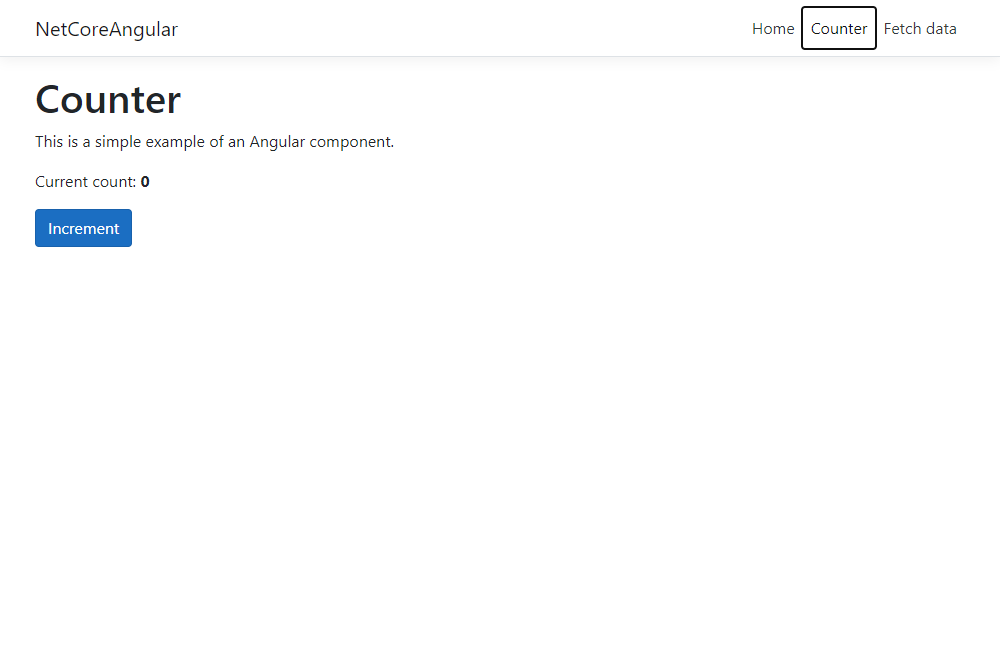 NetCoreAngular Home Counter Fetch data
Counter
This is a simple example of an Angular component.
Current count: 0
Increment